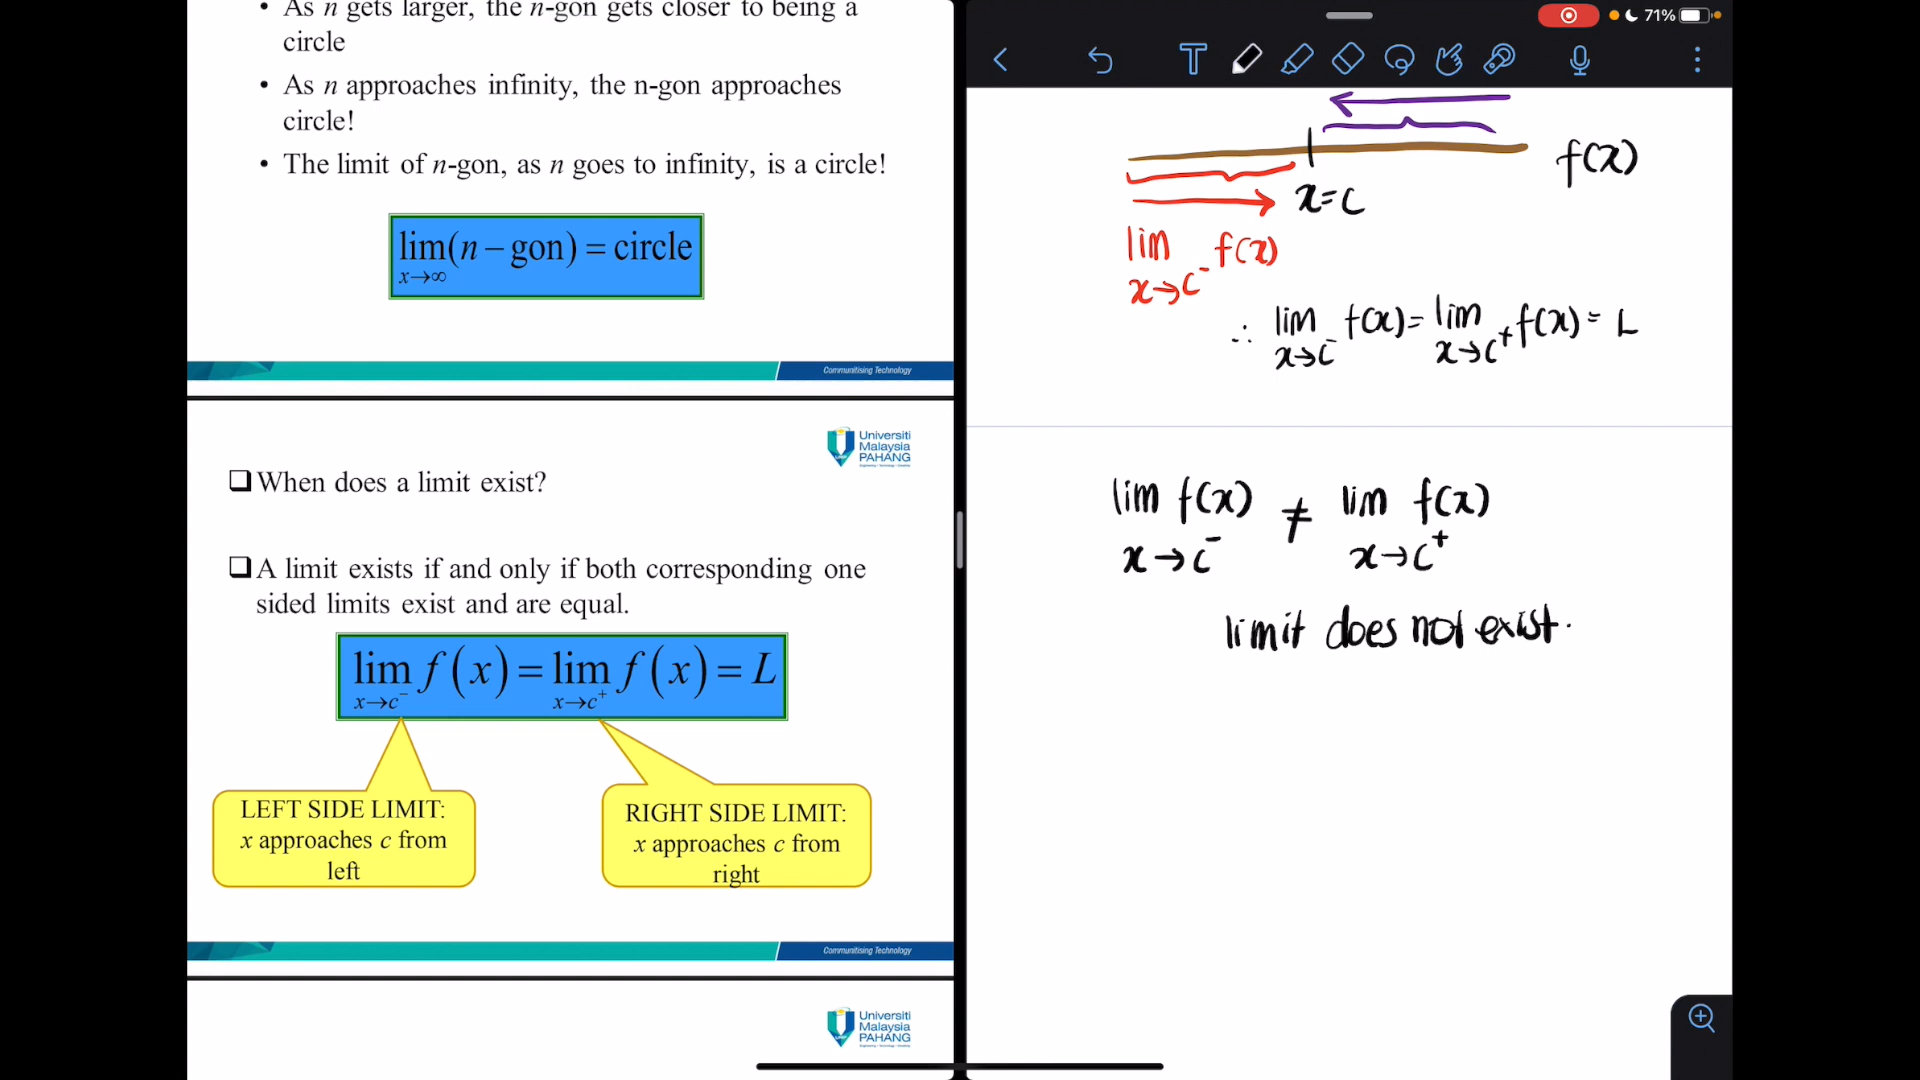 • As n gets larger, the n-gon gets closer to being a
circle
• As n approaches infinity, the n-gon approaches
circle!
• The limit of n-gon, as n goes to infinity, is a circle!
lim(n – gon) = circle
x→∞
Communitising Technology
Universiti
Malaysia
PAHANG
❑ When does a limit exist?
❑ A limit exists if and only if both corresponding one
sided limits exist and are equal.
lim f(x) = lim f(x) = L
x→c⁻ x→c⁺
LEFT SIDE LIMIT:
x approaches c from
left
RIGHT SIDE LIMIT:
x approaches c from
right
Communitising Technology
Universiti
Malaysia
PAHANG
71%
T
f(x)
x=c
lim f(x)
x→c⁻
∴ lim f(x) = lim f(x) = L
x→c⁻ x→c⁺
lim f(x) ≠ lim f(x)
x→c⁻ x→c⁺
limit does not exist.